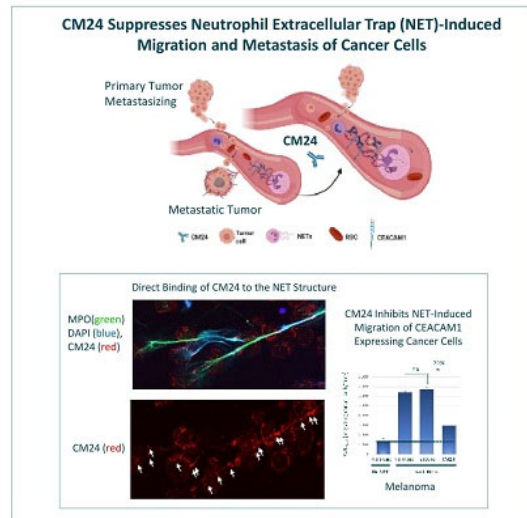 CM24 Suppresses Neutrophil Extracellular Trap (NET)-Induced
Migration and Metastasis of Cancer Cells
Primary Tumor
Metastasizing
CM24
Metastatic Tumor
CM24
Tumor
cell
NETs
RBC
CEACAM1
Direct Binding of CM24 to the NET Structure
MPO(green)
DAPI (blue),
CM24 (red)
CM24 (red)
CM24 Inhibits NET-Induced
Migration of CEACAM1
Expressing Cancer Cells
CM24
Melanoma